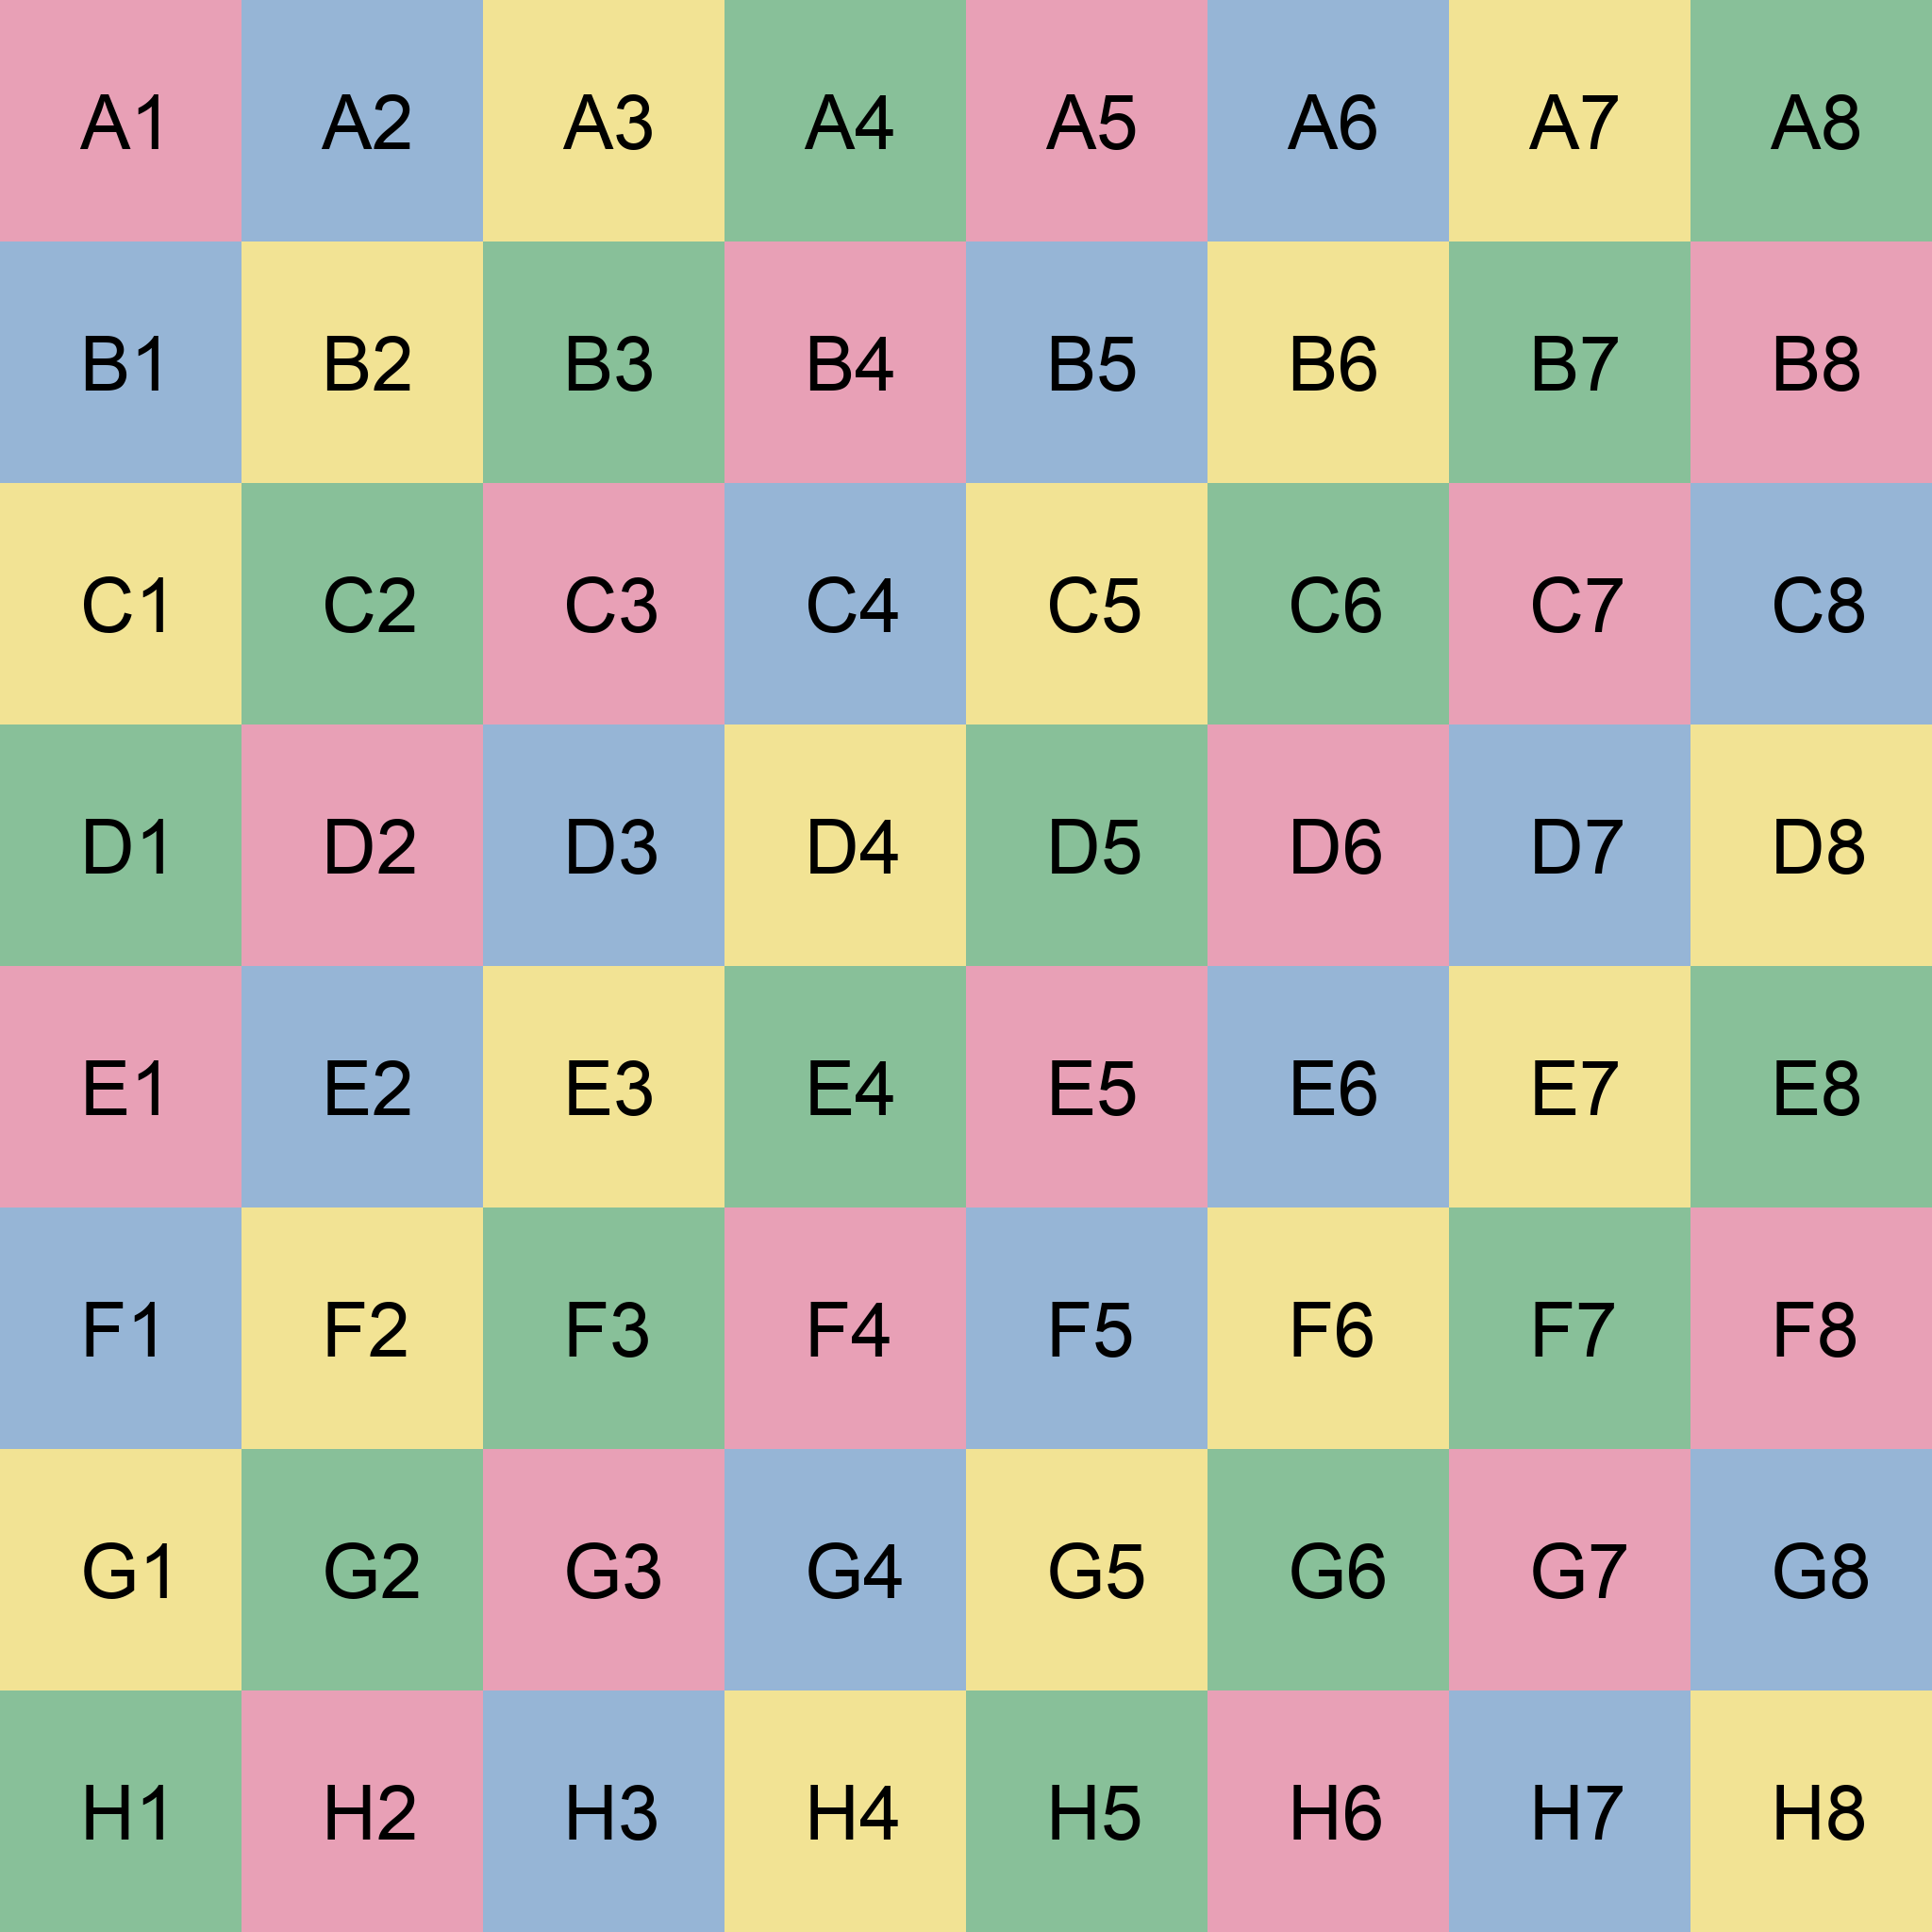 A1 A2 A3 A4 A5 A6 A7 A8
B1 B2 B3 B4 B5 B6 B7 B8
C1 C2 C3 C4 C5 C6 C7 C8
D1 D2 D3 D4 D5 D6 D7 D8
E1 E2 E3 E4 E5 E6 E7 E8
F1 F2 F3 F4 F5 F6 F7 F8
G1 G2 G3 G4 G5 G6 G7 G8
H1 H2 H3 H4 H5 H6 H7 H8